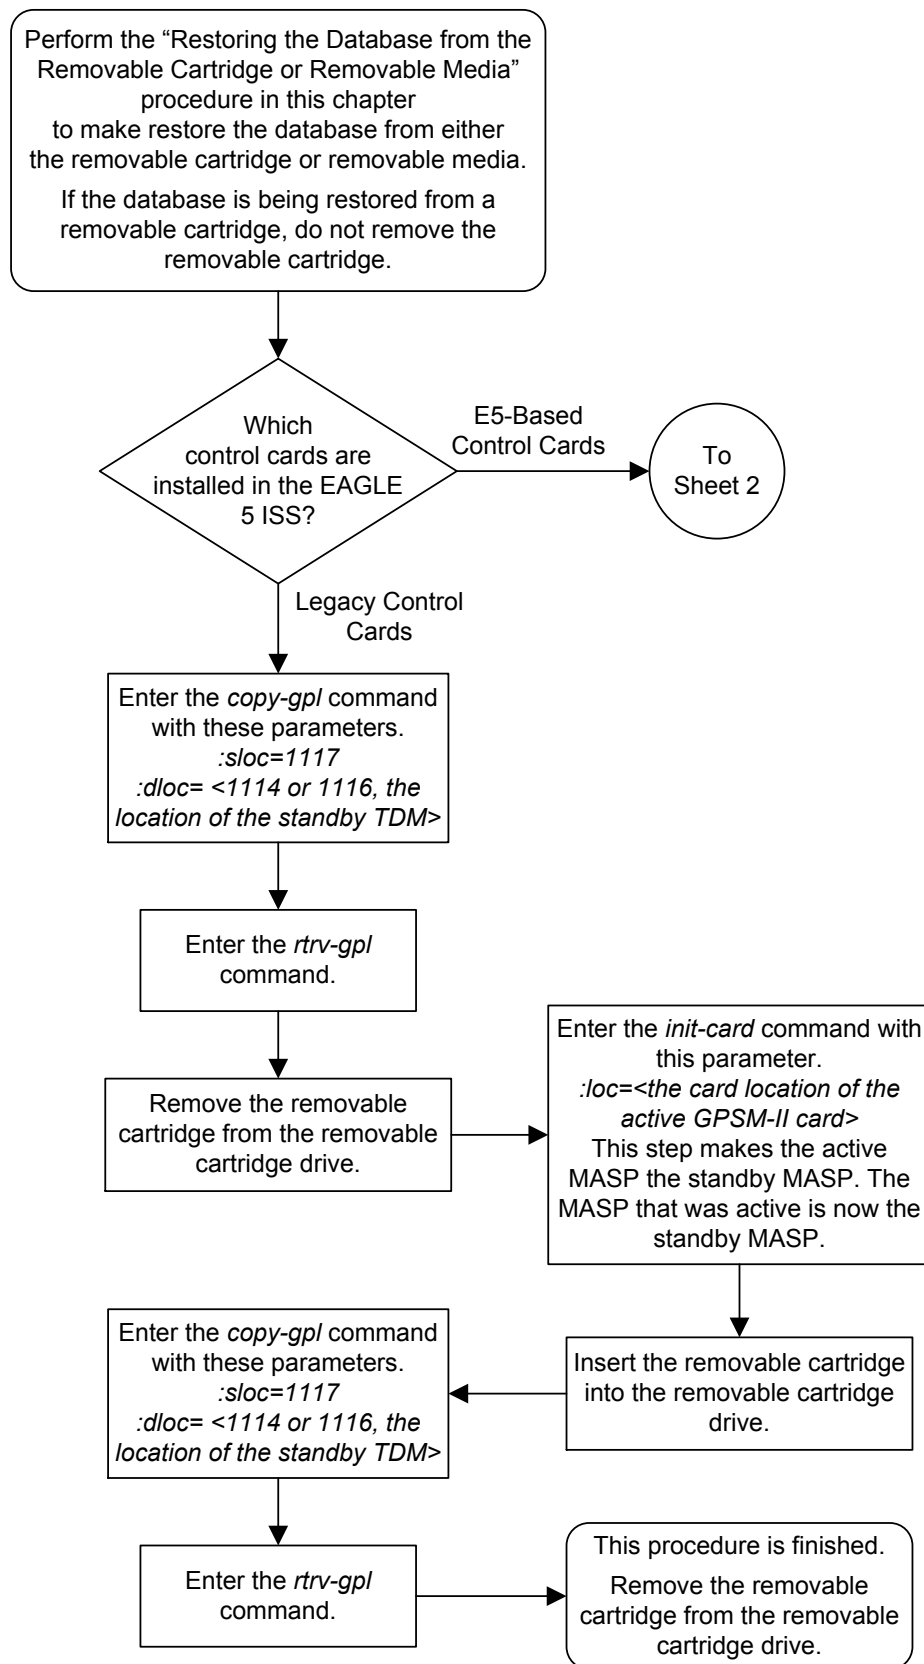 Perform the “Restoring the Database from the
Removable Cartridge or Removable Media”
procedure in this chapter
to make restore the database from either
the removable cartridge or removable media.
If the database is being restored from a
removable cartridge, do not remove the
removable cartridge.
Which
control cards are
installed in the EAGLE
5 ISS?
E5-Based
Control Cards
To
Sheet 2
Legacy Control
Cards
Enter the copy-gpl command
with these parameters.
:sloc=1117
:dloc= <1114 or 1116, the
location of the standby TDM>
Enter the rtrv-gpl
command.
Remove the removable
cartridge from the removable
cartridge drive.
Enter the init-card command with
this parameter.
:loc=<the card location of the
active GPSM-II card>
This step makes the active
MASP the standby MASP. The
MASP that was active is now the
standby MASP.
Insert the removable cartridge
into the removable cartridge
drive.
Enter the copy-gpl command
with these parameters.
:sloc=1117
:dloc= <1114 or 1116, the
location of the standby TDM>
Enter the rtrv-gpl
command.
This procedure is finished.
Remove the removable
cartridge from the removable
cartridge drive.